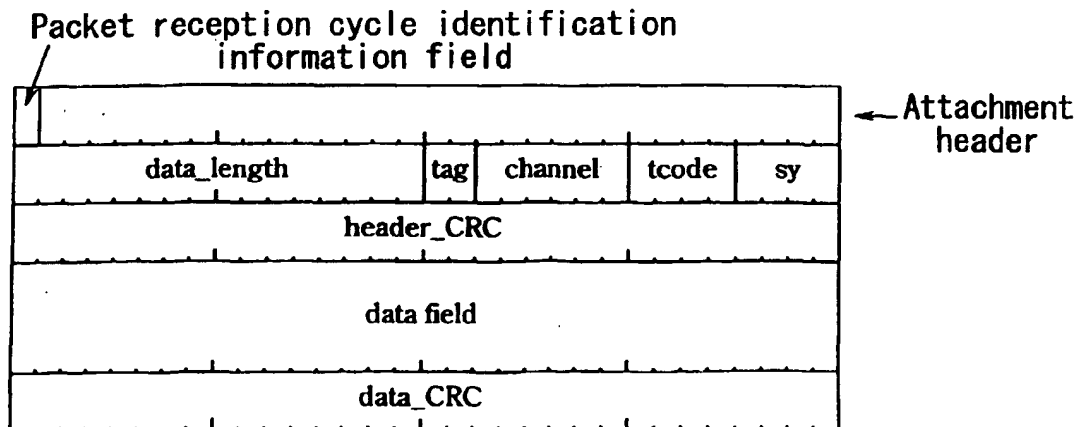 Packet reception cycle identification
information field
Attachment
header
data_length tag channel tcode sy
header_CRC
data field
data_CRC